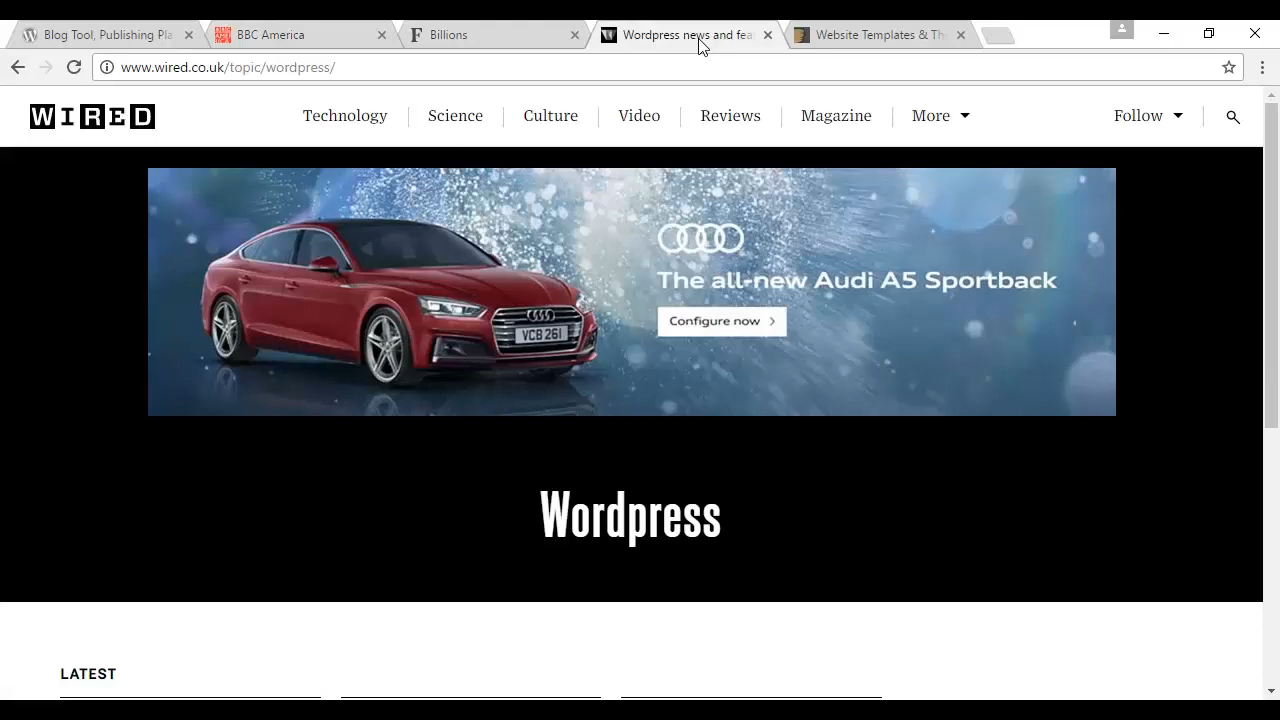 Blog Tool, Publishing Pla
BBC America
Billions
Wordpress news and fea
Website Templates & Th
www.wired.co.uk/topic/wordpress/
WIRED
Technology
Science
Culture
Video
Reviews
Magazine
More
Follow
The all-new Audi A5 Sportback
Configure now
VCB 261
Wordpress
LATEST